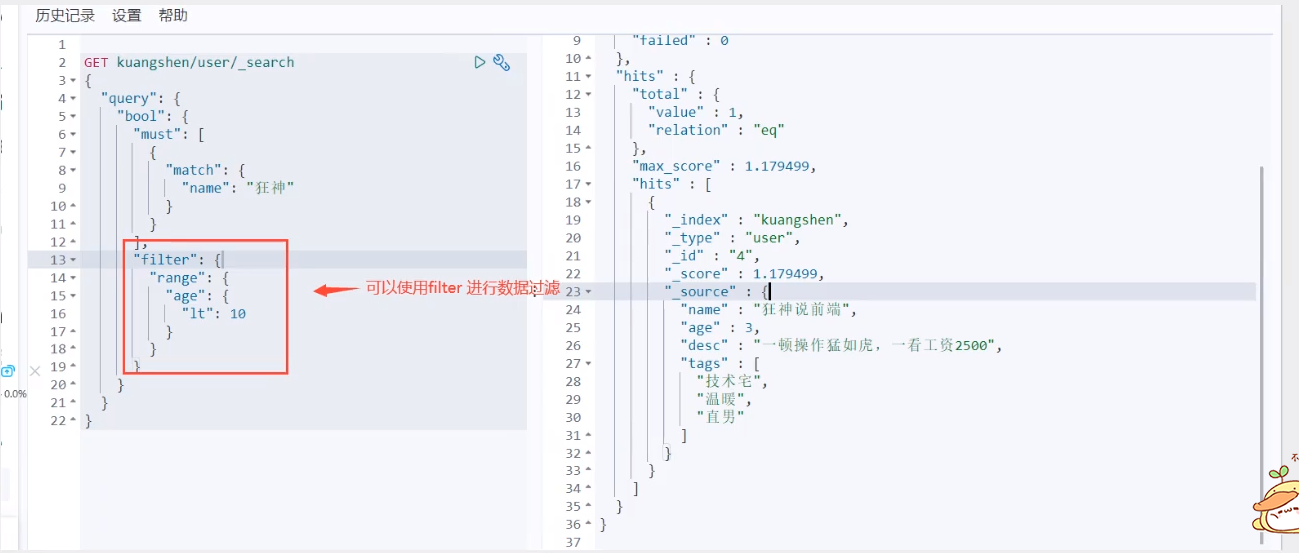 历史记录 设置 帮助
1
2 GET kuangshen/user/_search
3 {
4 "query": {
5 "bool": {
6 "must": [
7 {
8 "match": {
9 "name": "狂神"
10 }
11 }
12 ],
13 "filter": {
14 "range": {
15 "age": {
16 "lt": 10
17 }
18 }
19 }
20 }
21 }
22 }
可以使用filter 进行数据过滤
9 "failed" : 0
10 },
11 "hits" : {
12 "total" : {
13 "value" : 1,
14 "relation" : "eq"
15 },
16 "max_score" : 1.179499,
17 "hits" : [
18 {
19 "_index" : "kuangshen",
20 "_type" : "user",
21 "_id" : "4",
22 "_score" : 1.179499,
23 "_source" : {
24 "name" : "狂神说前端",
25 "age" : 3,
26 "desc" : "一顿操作猛如虎，一看工资2500",
27 "tags" : [
28 "技术宅",
29 "温暖",
30 "直男"
31 ]
32 }
33 }
34 ]
35 }
36 }
37
0.0%
不